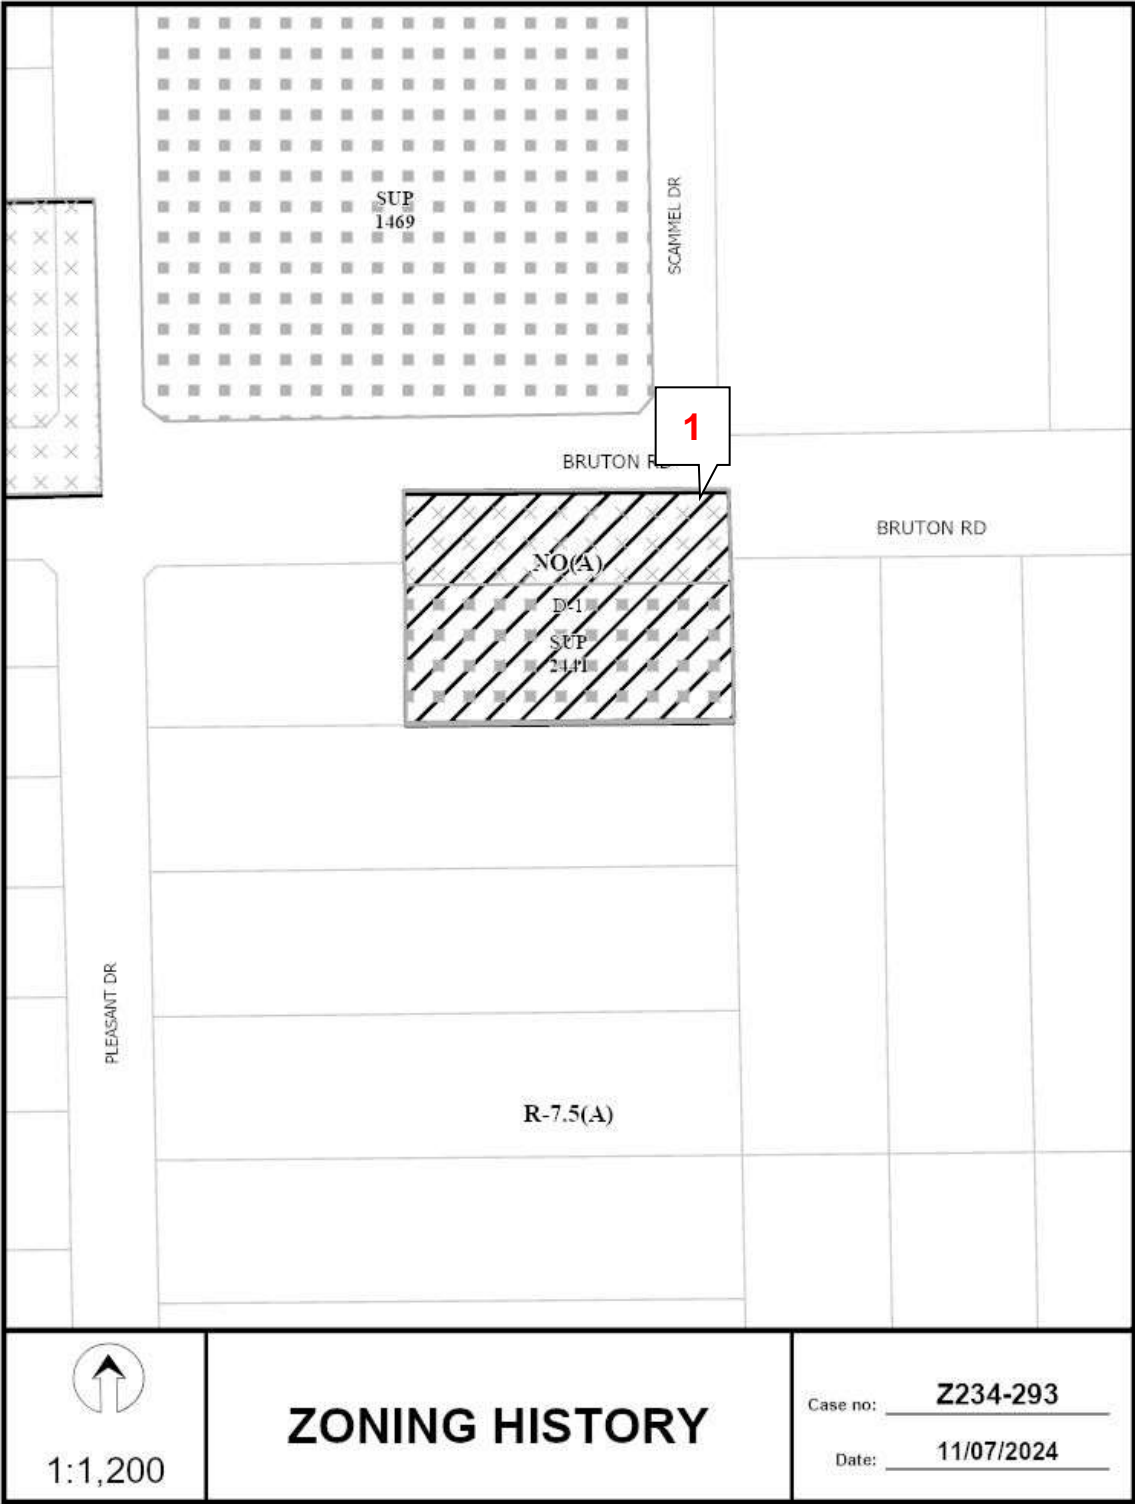 SUP
1469
SCAMMEL DR
1
BRUTON RD
BRUTON RD
NO(A)
D-1
SUP
2441
PLEASANT DR
R-7.5(A)
1:1,200
ZONING HISTORY
Case no: Z234-293
Date: 11/07/2024